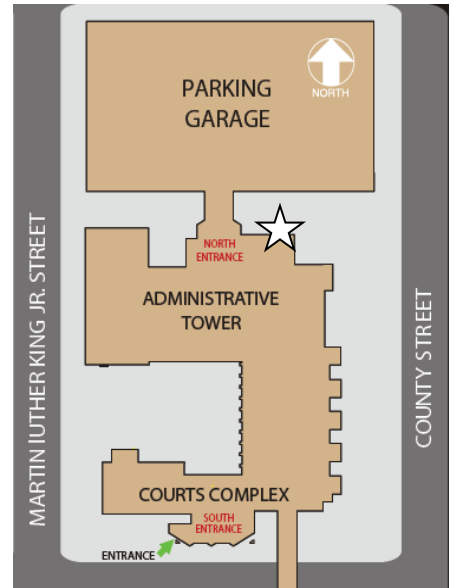 PARKING
GARAGE
NORTH
NORTH
ENTRANCE
ADMINISTRATIVE
TOWER
MARTIN lUTHER KING JR. STREET
COUNTY STREET
COURTS COMPLEX
SOUTH
ENTRANCE
ENTRANCE